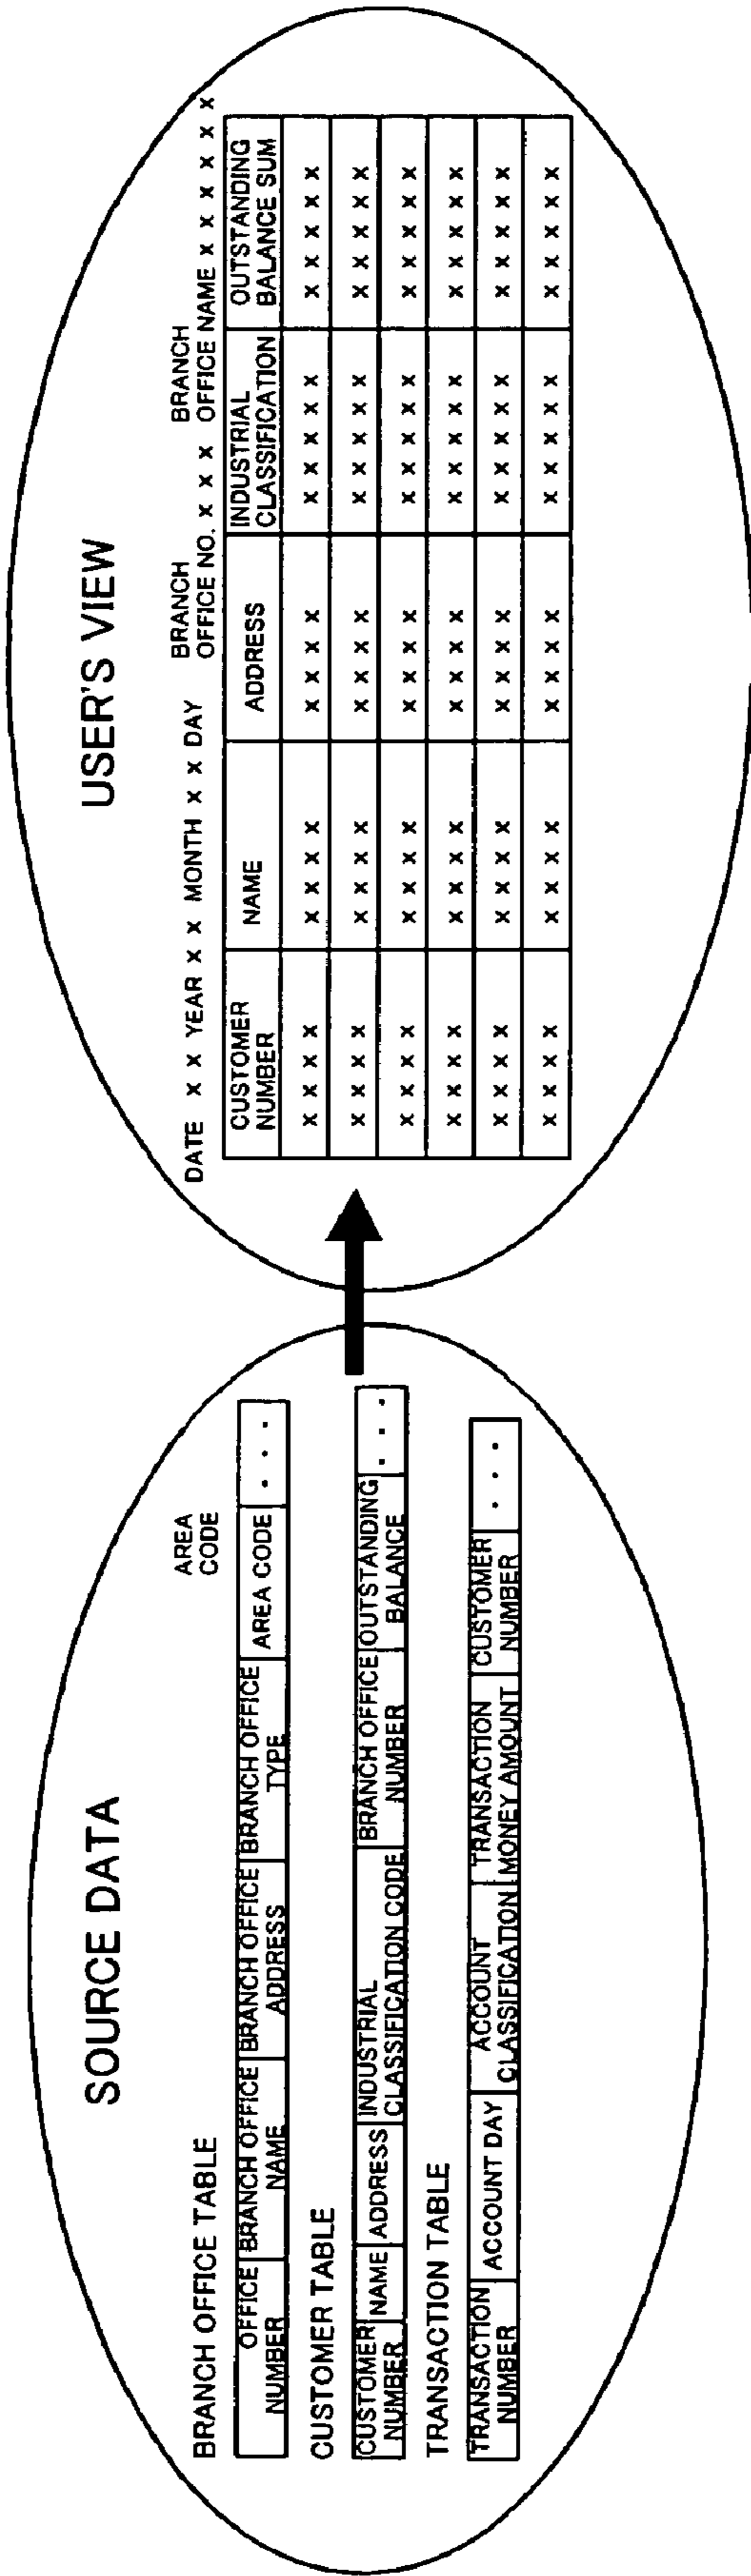 SOURCE DATA
AREA
CODE
BRANCH OFFICE TABLE
OFFICE NUMBER | BRANCH OFFICE NAME | BRANCH OFFICE ADDRESS | BRANCH OFFICE TYPE | AREA CODE | . . .
CUSTOMER TABLE
CUSTOMER NUMBER | NAME | ADDRESS | INDUSTRIAL CLASSIFICATION CODE | BRANCH OFFICE NUMBER | OUTSTANDING BALANCE | . . .
TRANSACTION TABLE
TRANSACTION NUMBER | ACCOUNT DAY | ACCOUNT CLASSIFICATION | TRANSACTION MONEY AMOUNT | CUSTOMER NUMBER | . . .
USER'S VIEW
DATE x x YEAR x x MONTH x x DAY BRANCH OFFICE NO. x x x BRANCH OFFICE NAME x x x x x x
CUSTOMER NUMBER | NAME | ADDRESS | INDUSTRIAL CLASSIFICATION | OUTSTANDING BALANCE SUM
x x x x | x x x x | x x x x | x x x x x | x x x x x
x x x x | x x x x | x x x x | x x x x x | x x x x x
x x x x | x x x x | x x x x | x x x x x | x x x x x
x x x x | x x x x | x x x x | x x x x x | x x x x x
x x x x | x x x x | x x x x | x x x x x | x x x x x
x x x x | x x x x | x x x x | x x x x x | x x x x x